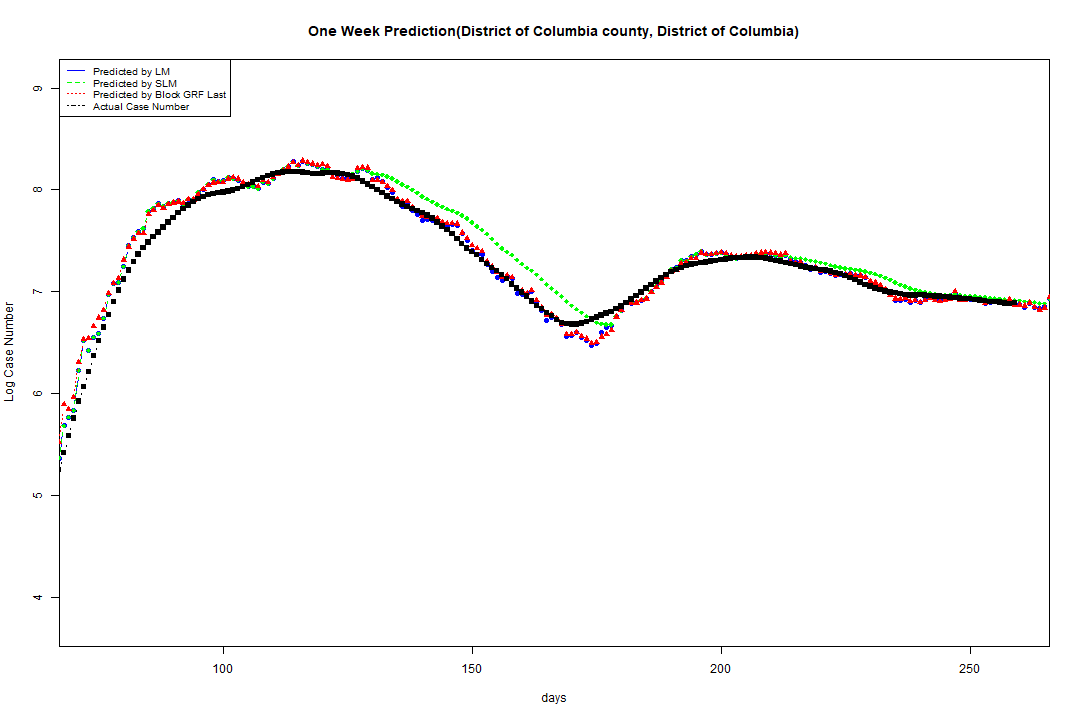 One Week Prediction(District of Columbia county, District of Columbia)
Predicted by LM
Predicted by SLM
Predicted by Block GRF Last
Actual Case Number
9
8
7
6
5
4
Log Case Number
100 150 200 250
days